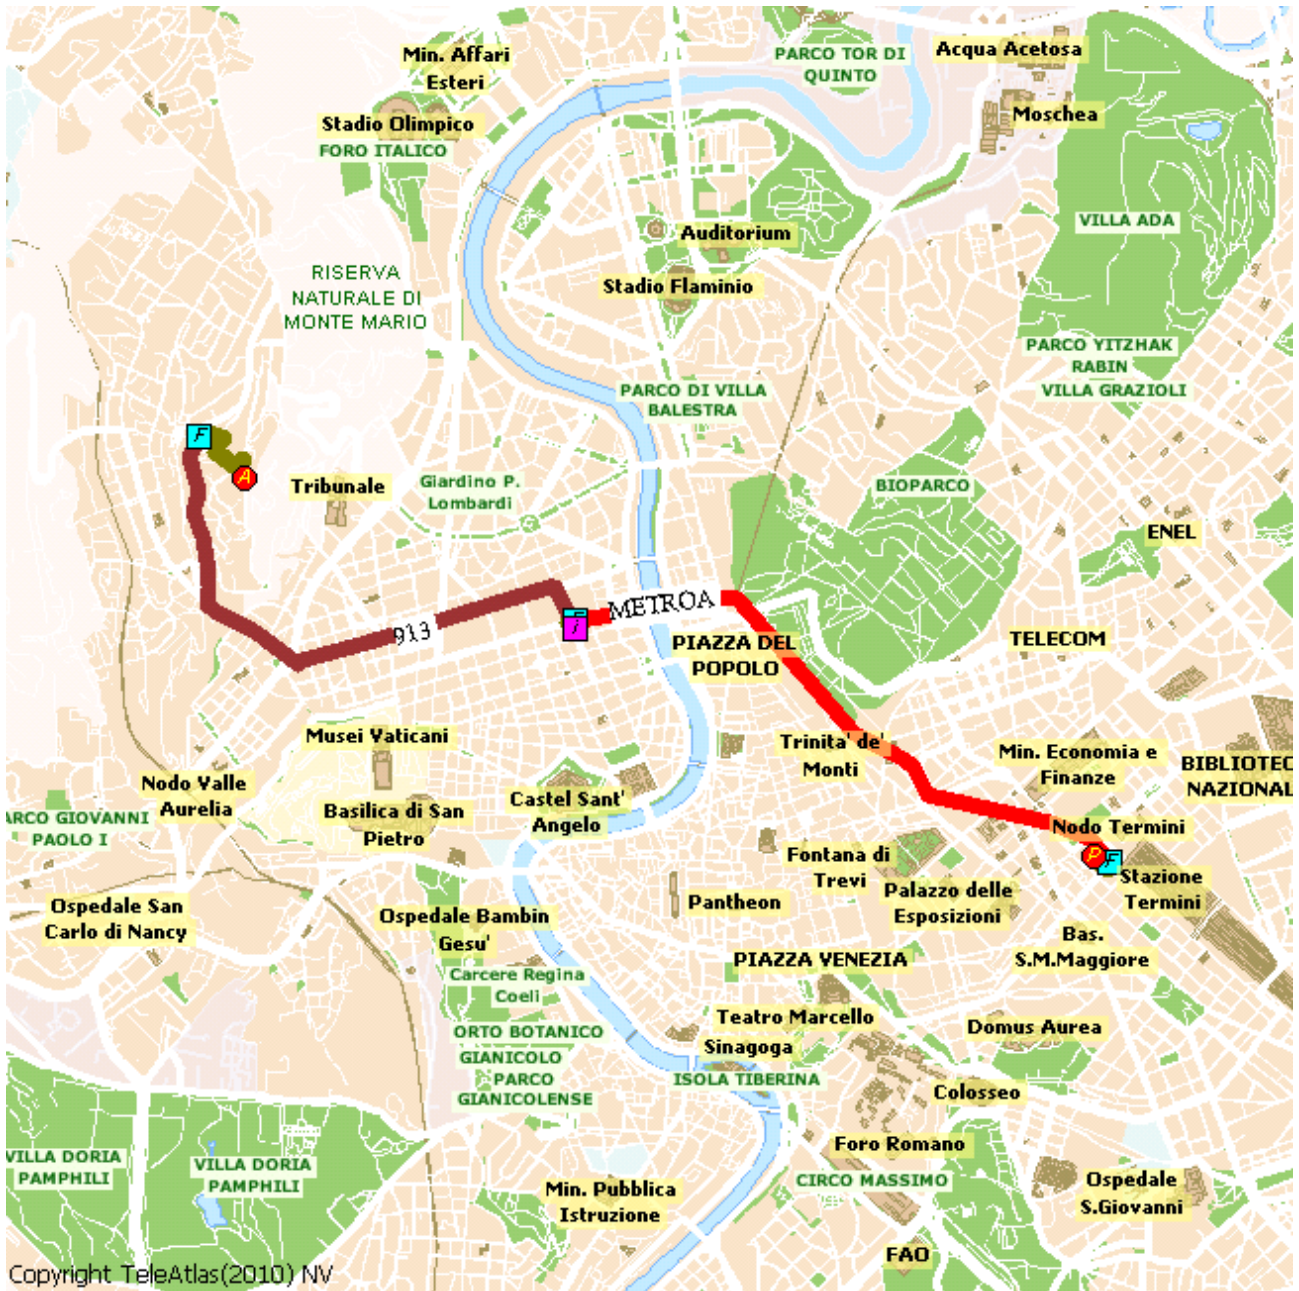 Min. Affari
Esteri
PARCO TOR DI
QUINTO
Acqua Acetosa
Stadio Olimpico
FORO ITALICO
Moschea
Auditorium
VILLA ADA
RISERVA
NATURALE DI
MONTE MARIO
Stadio Flaminio
PARCO YITZHAK
RABIN
VILLA GRAZIOLI
PARCO DI VILLA
BALESTRA
F
A
Tribunale
Giardino P.
Lombardi
BIOPARCO
ENEL
METROA
913
i
PIAZZA DEL
POPOLO
TELECOM
Musei Vaticani
Trinita' de'
Monti
Min. Economia e
Finanze
BIBLIOTEC
NAZIONAL
Nodo Valle
Aurelia
Castel Sant'
Angelo
Basilica di San
Pietro
ARCO GIOVANNI
PAOLO I
Nodo Termini
P
F
Fontana di
Trevi
Stazione
Termini
Palazzo delle
Esposizioni
Pantheon
Ospedale San
Carlo di Nancy
Ospedale Bambin
Gesu'
Bas.
S.M.Maggiore
PIAZZA VENEZIA
Carcere Regina
Coeli
Teatro Marcello
Domus Aurea
ORTO BOTANICO
Sinagoga
GIANICOLO
PARCO
GIANICOLENSE
ISOLA TIBERINA
Colosseo
Foro Romano
VILLA DORIA
PAMPHILI
VILLA DORIA
PAMPHILI
CIRCO MASSIMO
Ospedale
S.Giovanni
Min. Pubblica
Istruzione
FAO
Copyright TeleAtlas(2010) NV